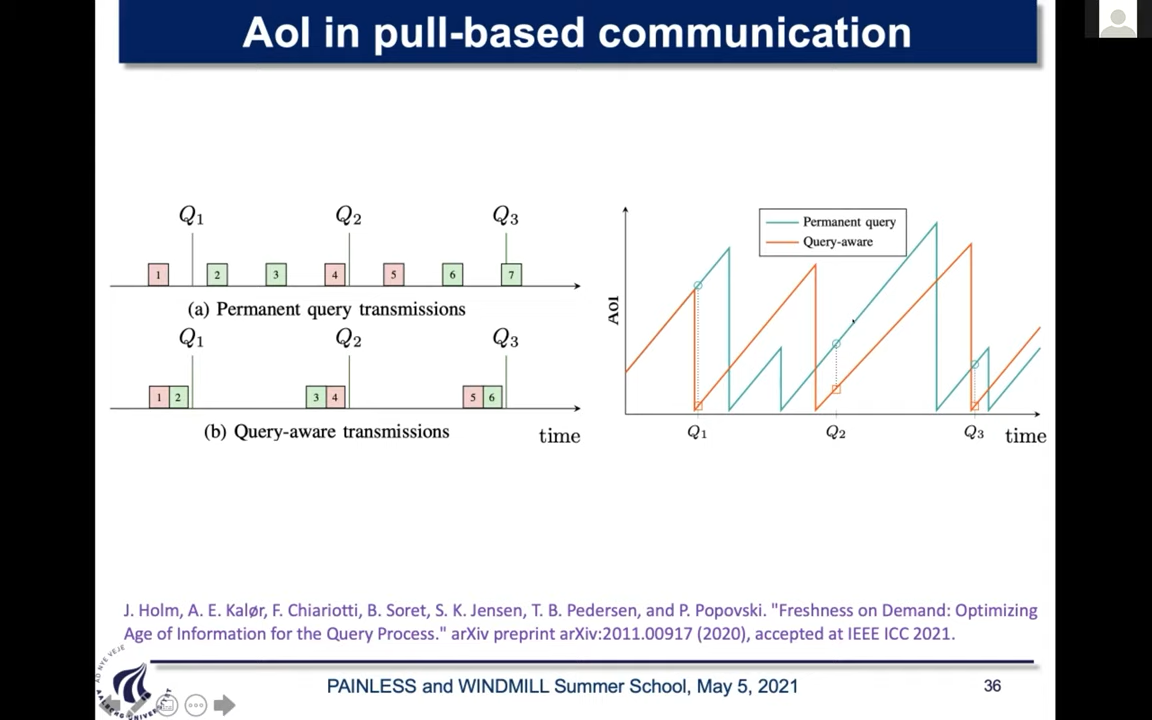 AoI in pull-based communication
Q1 Q2 Q3
1 2 3 4 5 6 7
(a) Permanent query transmissions
Q1 Q2 Q3
1 2 3 4 5 6
(b) Query-aware transmissions
time
Permanent query
Query-aware
AoI
Q1 Q2 Q3 time
J. Holm, A. E. Kalør, F. Chiariotti, B. Soret, S. K. Jensen, T. B. Pedersen, and P. Popovski. "Freshness on Demand: Optimizing
Age of Information for the Query Process." arXiv preprint arXiv:2011.00917 (2020), accepted at IEEE ICC 2021.
PAINLESS and WINDMILL Summer School, May 5, 2021
36